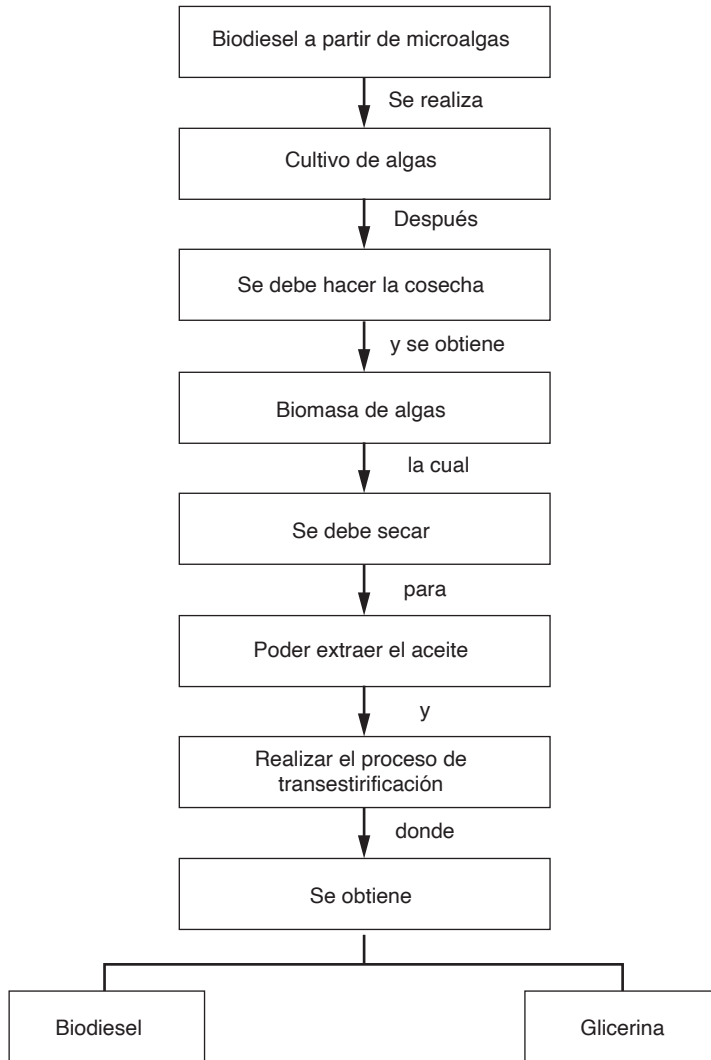 Biodiesel a partir de microalgas
Se realiza
Cultivo de algas
Después
Se debe hacer la cosecha
y se obtiene
Biomasa de algas
la cual
Se debe secar
para
Poder extraer el aceite
y
Realizar el proceso de
transestirificación
donde
Se obtiene
Biodiesel
Glicerina